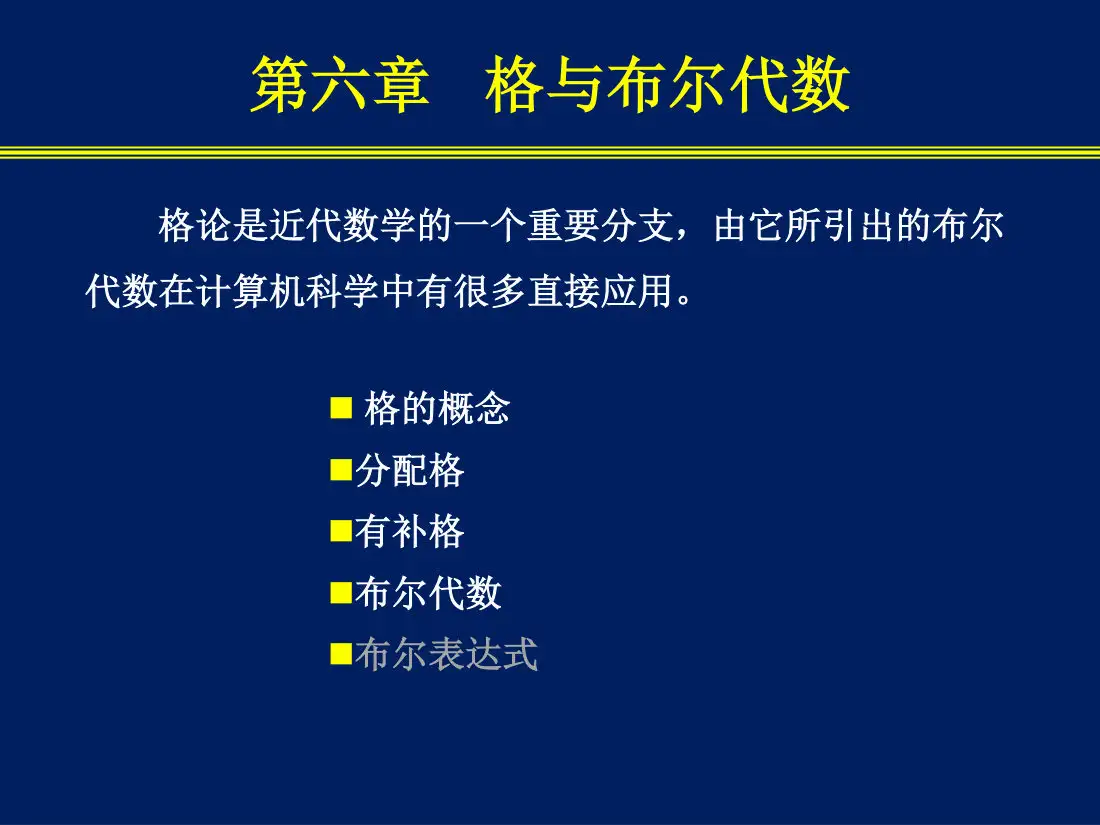 第六章 格与布尔代数
格论是近代数学的一个重要分支，由它所引出的布尔
代数在计算机科学中有很多直接应用。
■ 格的概念
■分配格
■有补格
■布尔代数
■布尔表达式